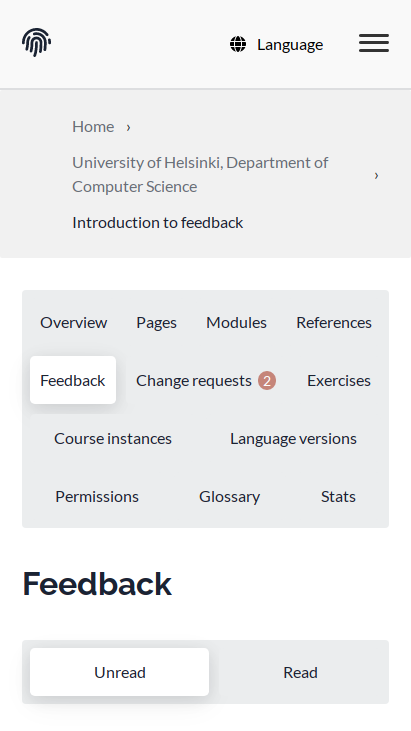 Language
Home ›
University of Helsinki, Department of
Computer Science ›
Introduction to feedback
Overview Pages Modules References
Feedback Change requests 2 Exercises
Course instances Language versions
Permissions Glossary Stats
Feedback
Unread Read